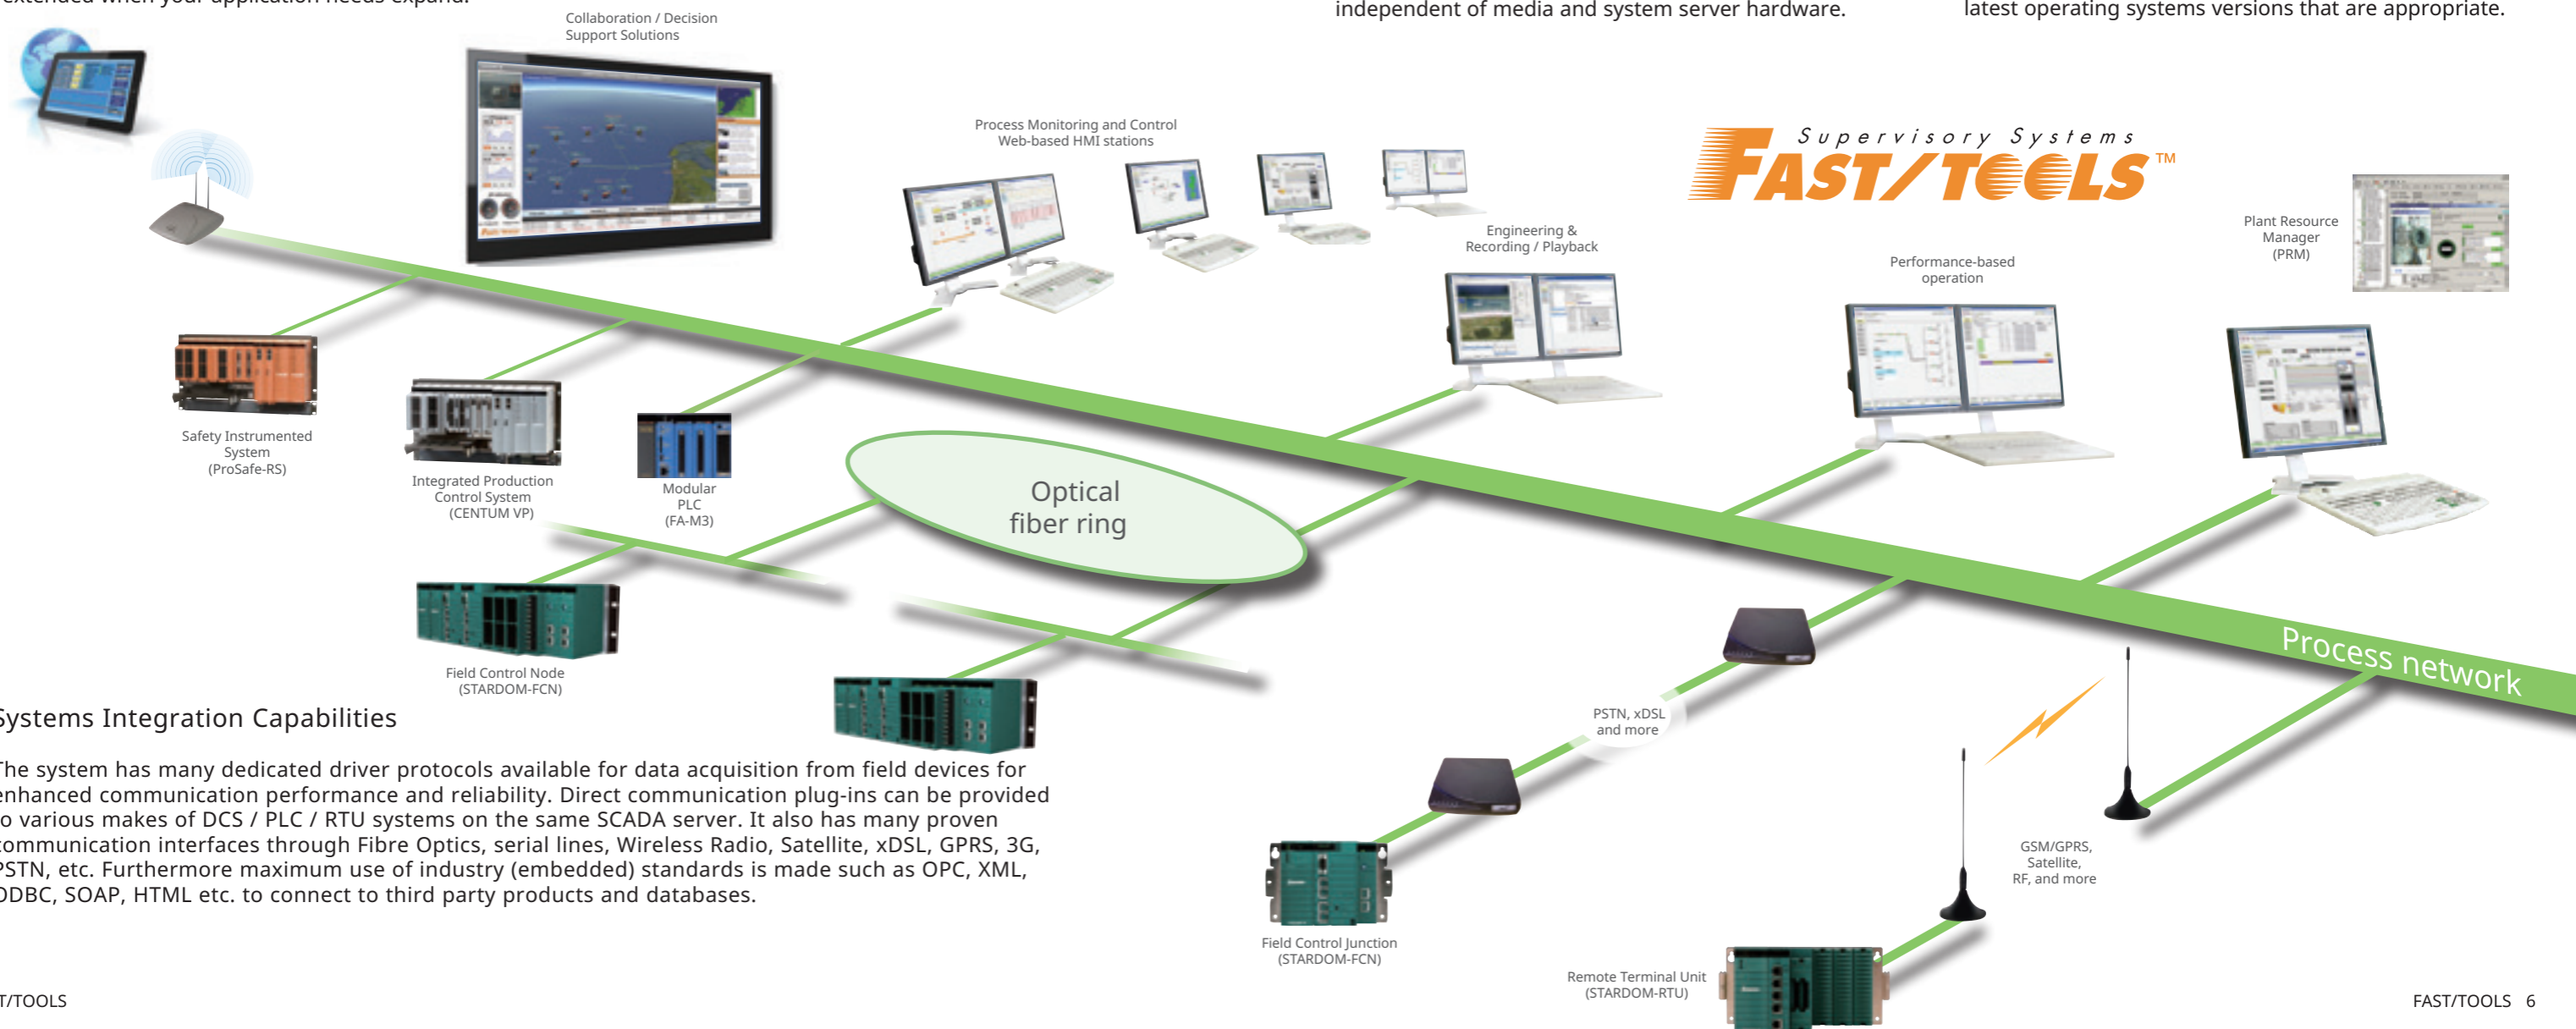 extended when your application needs expand.
independent of media and system server hardware.
latest operating systems versions that are appropriate.
Collaboration / Decision
Support Solutions
Process Monitoring and Control
Web-based HMI stations
Supervisory Systems
FAST/TOOLS™
Engineering &
Recording / Playback
Performance-based
operation
Plant Resource
Manager
(PRM)
Safety Instrumented
System
(ProSafe-RS)
Integrated Production
Control System
(CENTUM VP)
Modular
PLC
(FA-M3)
Optical
fiber ring
Process network
Field Control Node
(STARDOM-FCN)
PSTN, xDSL
and more
GSM/GPRS,
Satellite,
RF, and more
Field Control Junction
(STARDOM-FCN)
Remote Terminal Unit
(STARDOM-RTU)
Systems Integration Capabilities
The system has many dedicated driver protocols available for data acquisition from field devices for
enhanced communication performance and reliability. Direct communication plug-ins can be provided
to various makes of DCS / PLC / RTU systems on the same SCADA server. It also has many proven
communication interfaces through Fibre Optics, serial lines, Wireless Radio, Satellite, xDSL, GPRS, 3G,
PSTN, etc. Furthermore maximum use of industry (embedded) standards is made such as OPC, XML,
ODBC, SOAP, HTML etc. to connect to third party products and databases.
T/TOOLS
FAST/TOOLS 6